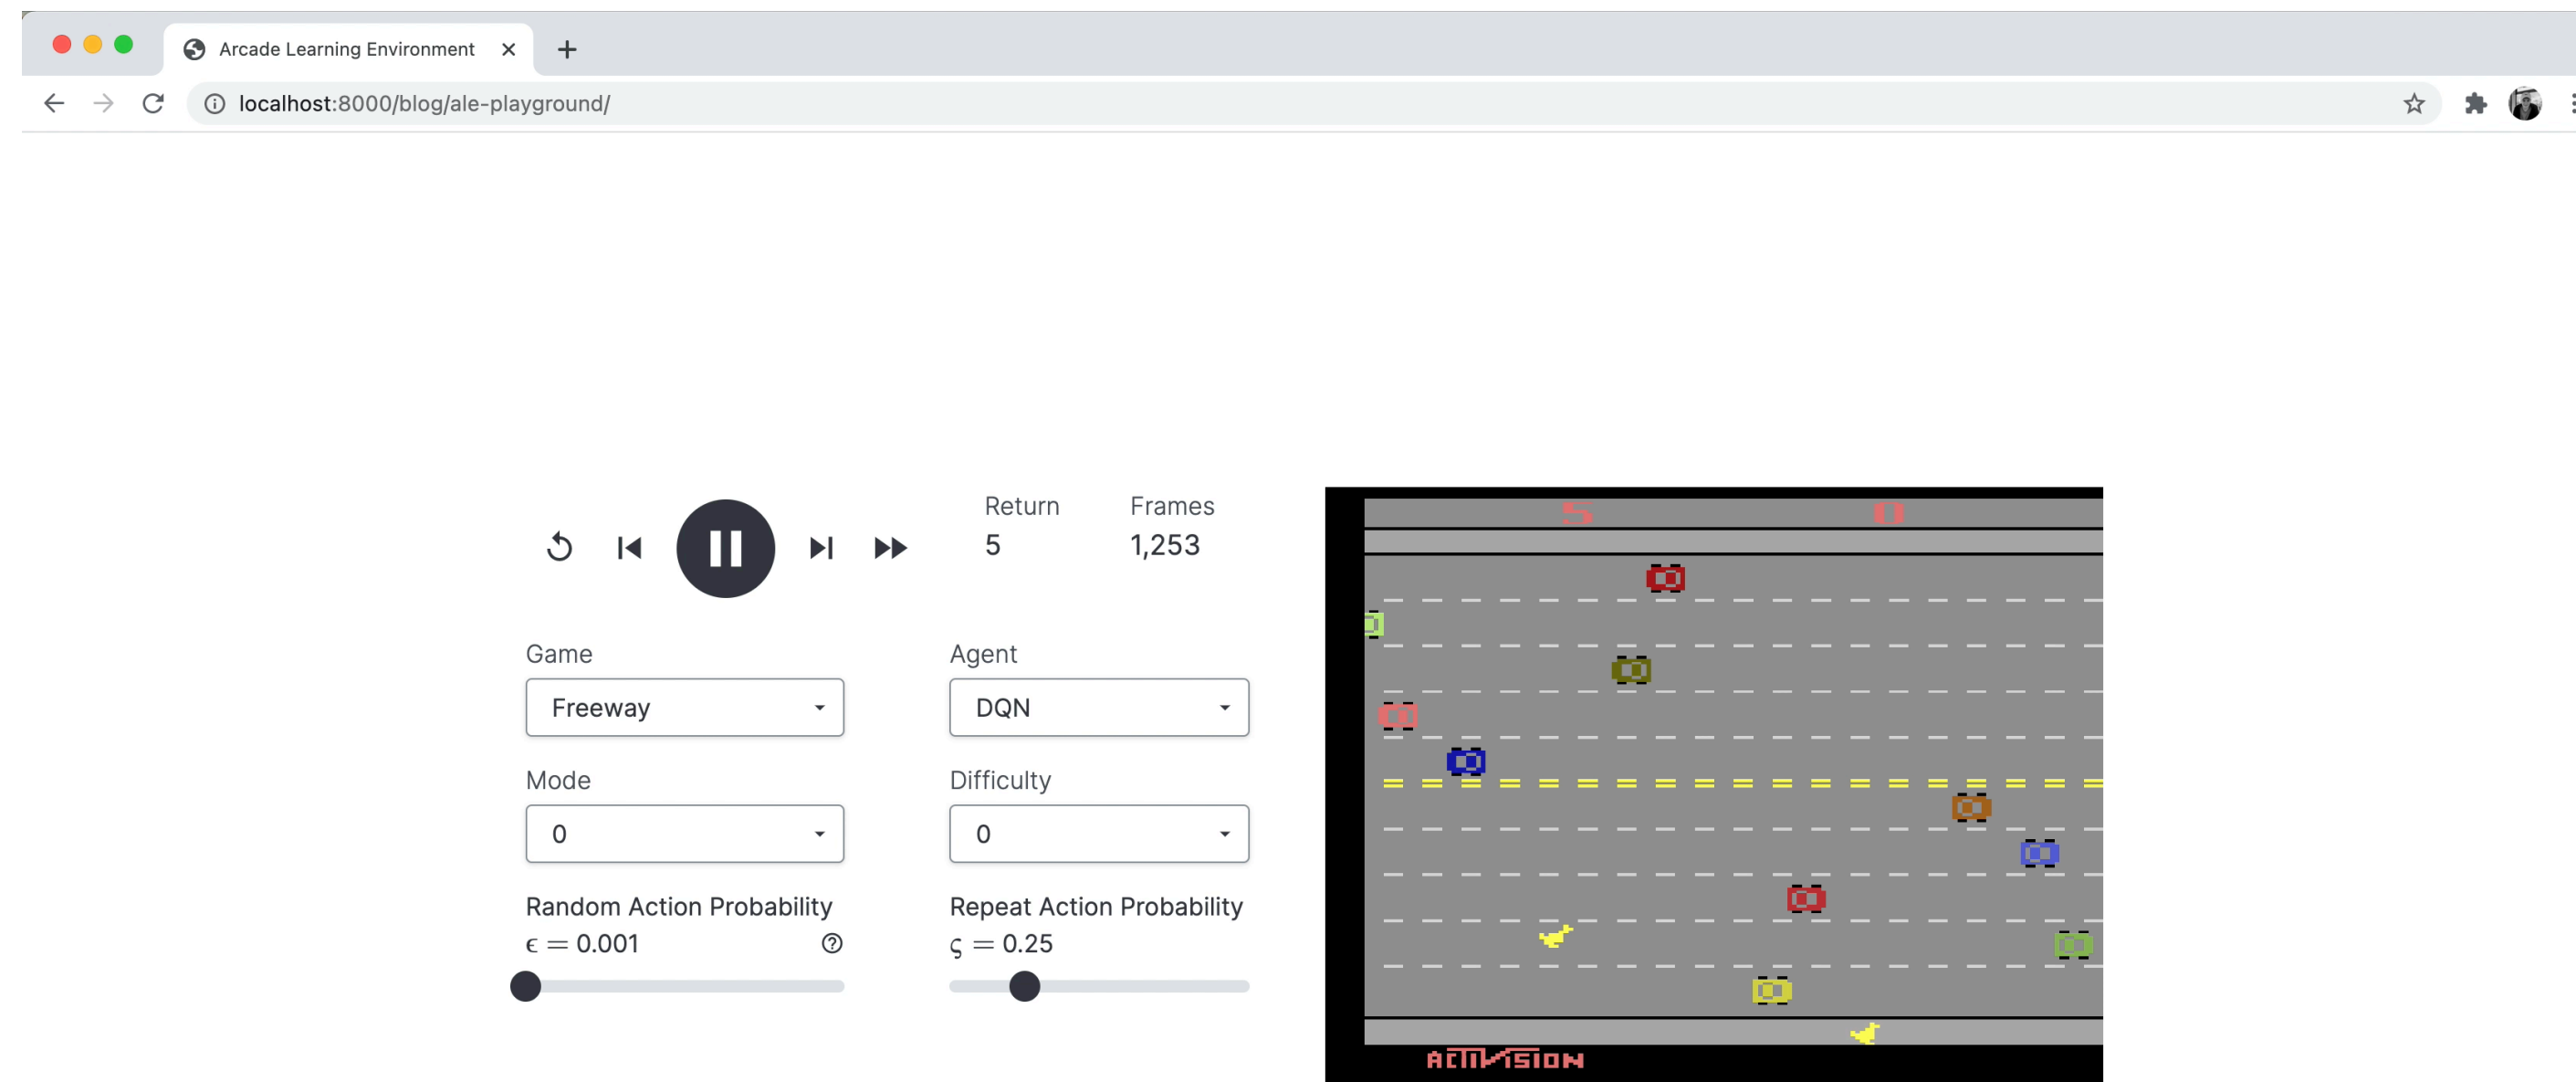 Arcade Learning Environment
localhost:8000/blog/ale-playground/
Return
Frames
5
1,253
Game
Agent
Freeway
DQN
Mode
Difficulty
0
0
Random Action Probability
Repeat Action Probability
ϵ = 0.001
ς = 0.25
5
0
ACTIVISION